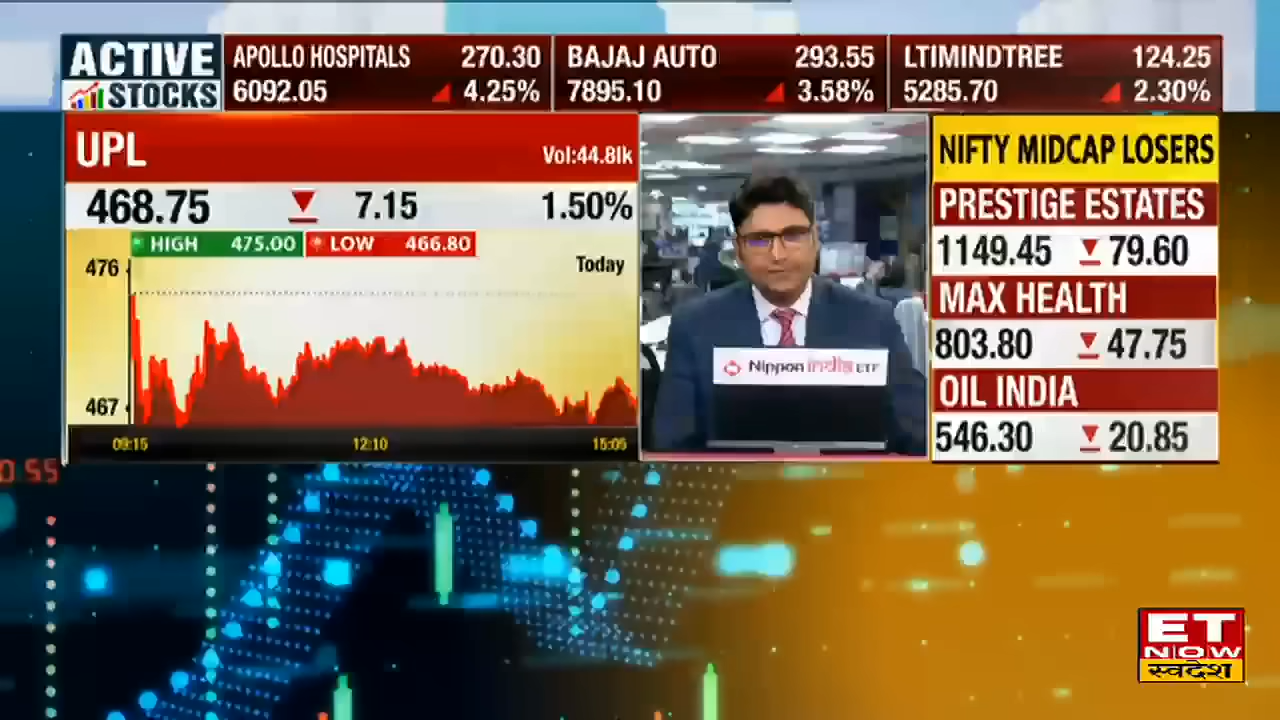 ACTIVE
STOCKS
APOLLO HOSPITALS 270.30
6092.05 4.25%
BAJAJ AUTO 293.55
7895.10 3.58%
LTIMINDTREE 124.25
5285.70 2.30%
UPL Vol:44.8lk
468.75 7.15 1.50%
HIGH 475.00 LOW 466.80
476
Today
467
09:15 12:10 15:05
Nippon india ETF
NIFTY MIDCAP LOSERS
PRESTIGE ESTATES
1149.45 79.60
MAX HEALTH
803.80 47.75
OIL INDIA
546.30 20.85
0.55
ET
NOW
स्वदेश